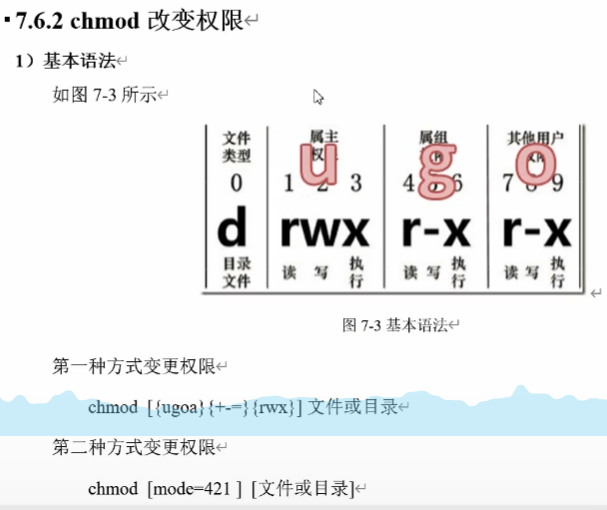 ▪7.6.2 chmod 改变权限↵
1）基本语法↵
如图 7-3 所示↵
文件 属主 属组 其他用户
类型 u g o
0 1 2 3 4 6 7 9
d rwx r-x r-x
目录 读 写 执 读 写 执 读 写 执
文件 行 行 行
图 7-3 基本语法↵
第一种方式变更权限↵
chmod [{ugoa}{+-=}{rwx}] 文件或目录↵
第二种方式变更权限↵
chmod [mode=421 ] [文件或目录]↵